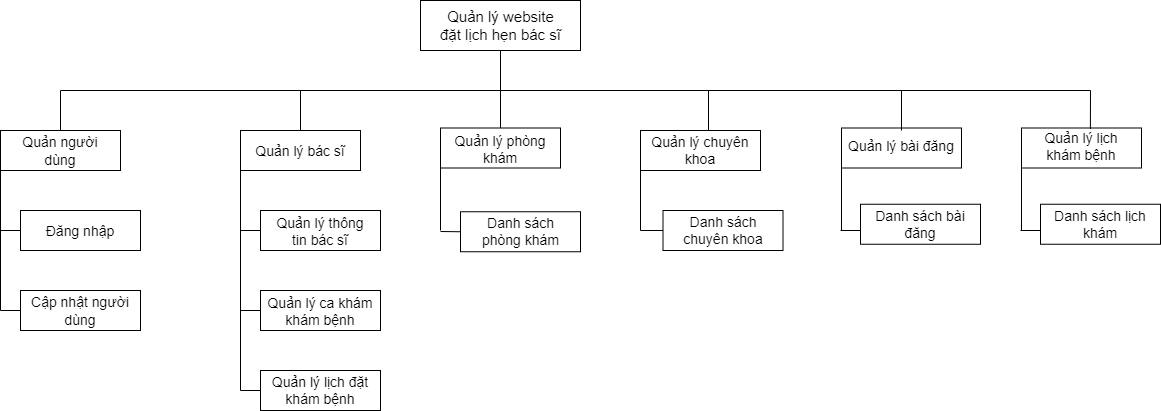 Quản lý website
đặt lịch hẹn bác sĩ
Quản người
dùng
Quản lý bác sĩ
Quản lý phòng
khám
Quản lý chuyên
khoa
Quản lý bài đăng
Quản lý lịch
khám bệnh
Đăng nhập
Quản lý thông
tin bác sĩ
Danh sách
phòng khám
Danh sách
chuyên khoa
Danh sách bài
đăng
Danh sách lịch
khám
Cập nhật người
dùng
Quản lý ca khám
khám bệnh
Quản lý lịch đặt
khám bệnh